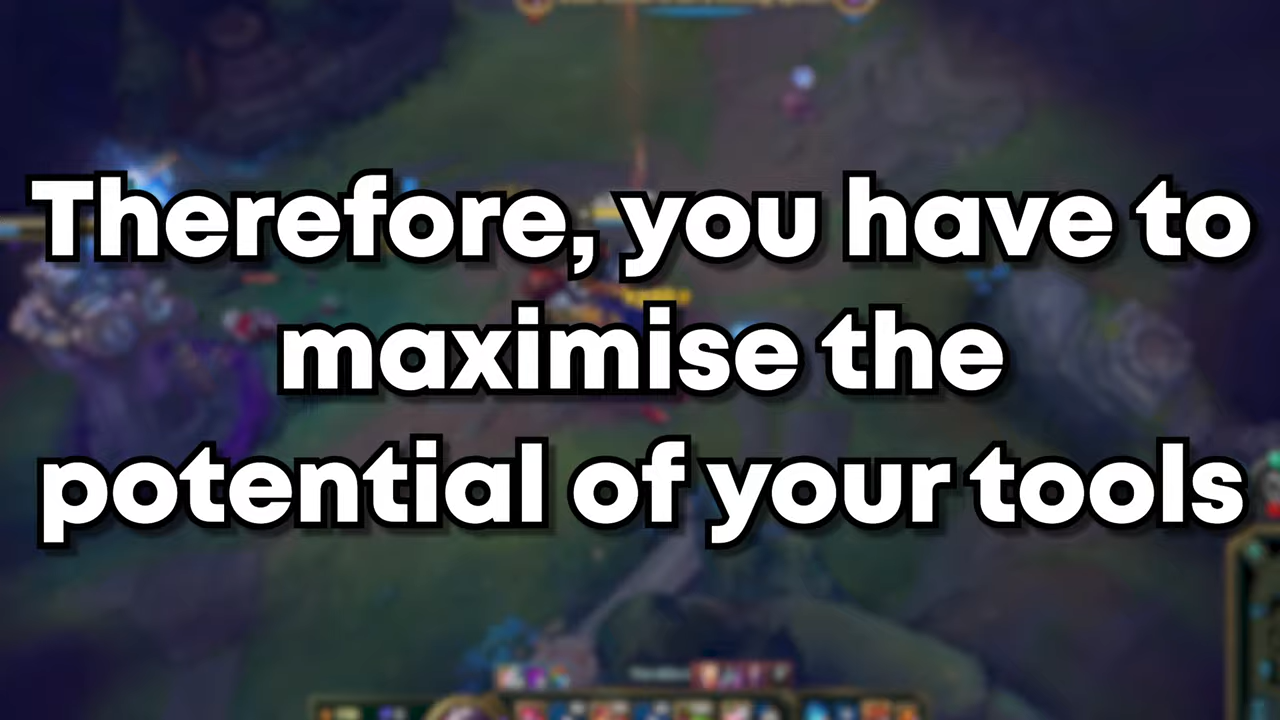 Therefore, you have to
maximise the
potential of your tools